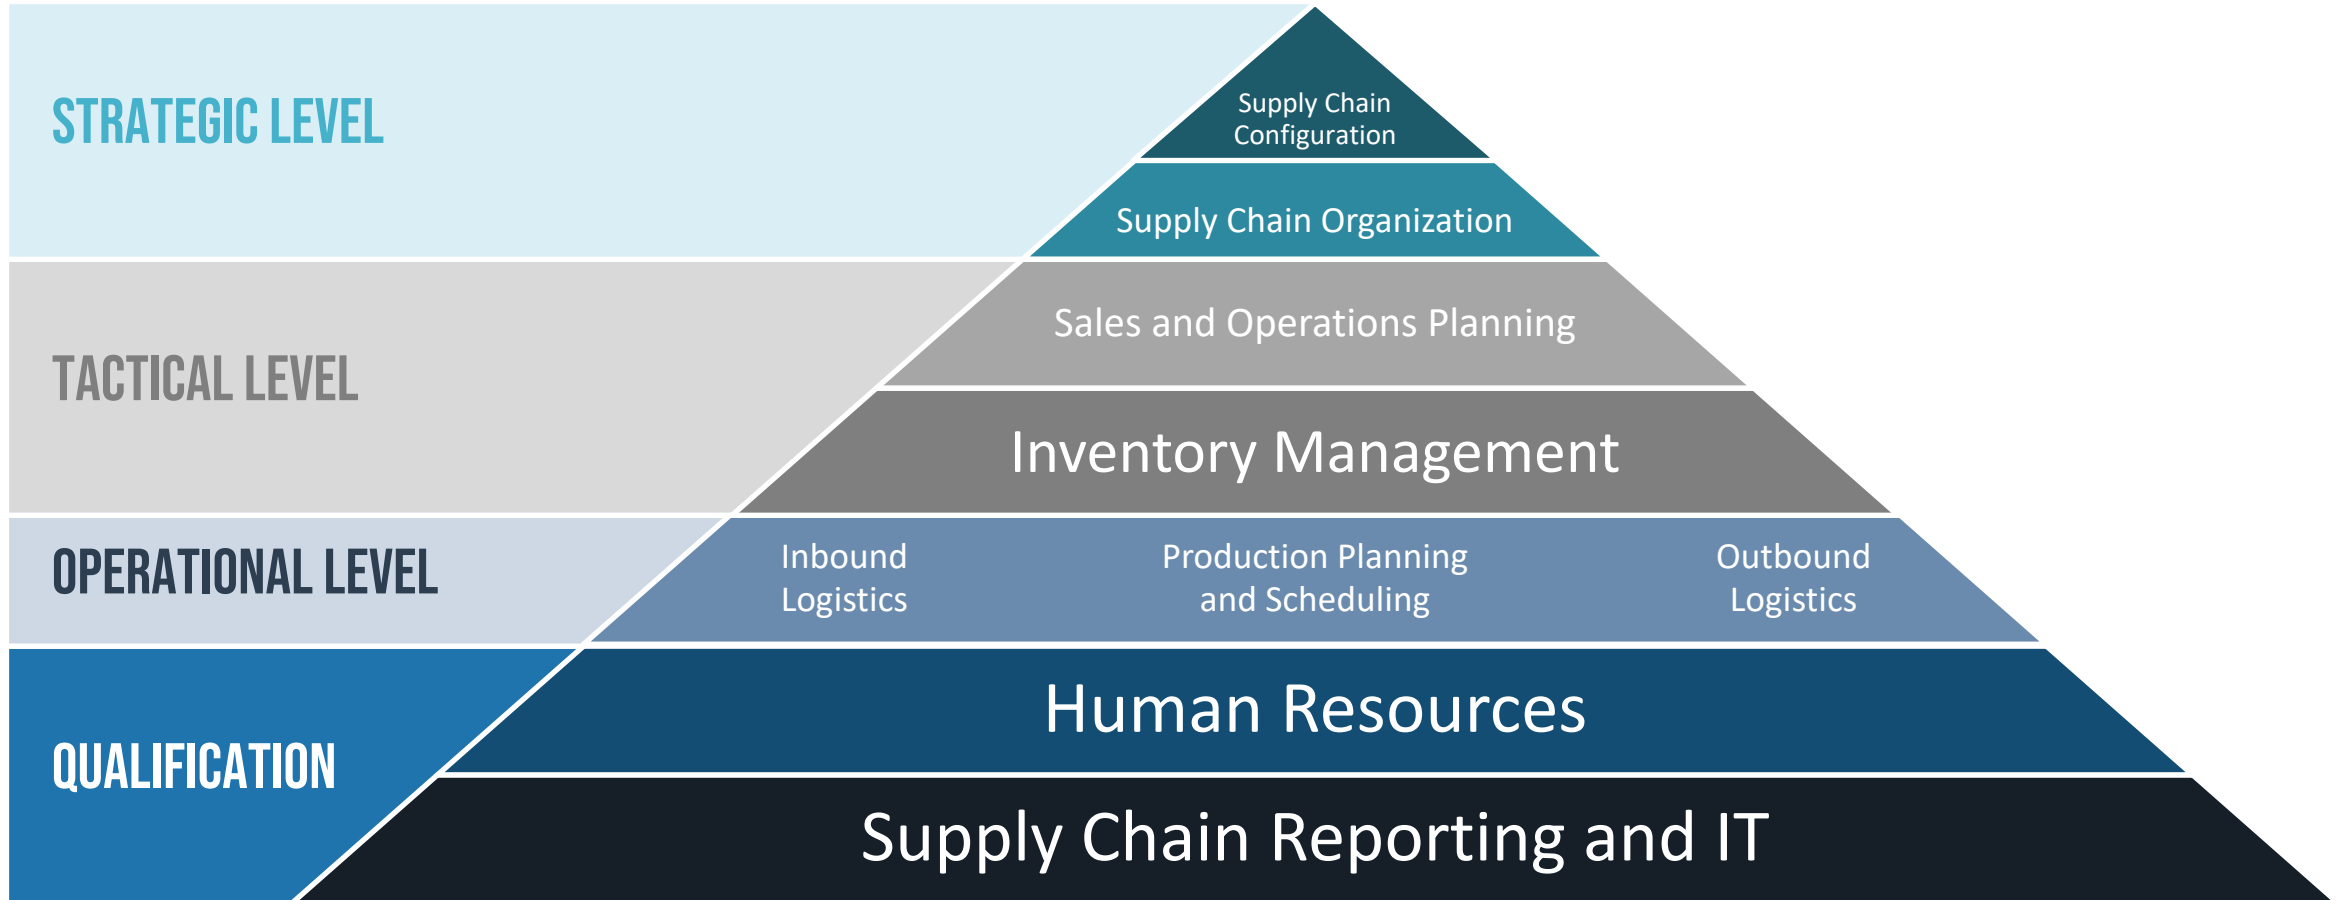 STRATEGIC LEVEL
Supply Chain
Configuration
Supply Chain Organization
TACTICAL LEVEL
Sales and Operations Planning
Inventory Management
OPERATIONAL LEVEL
Inbound
Logistics
Production Planning
and Scheduling
Outbound
Logistics
QUALIFICATION
Human Resources
Supply Chain Reporting and IT